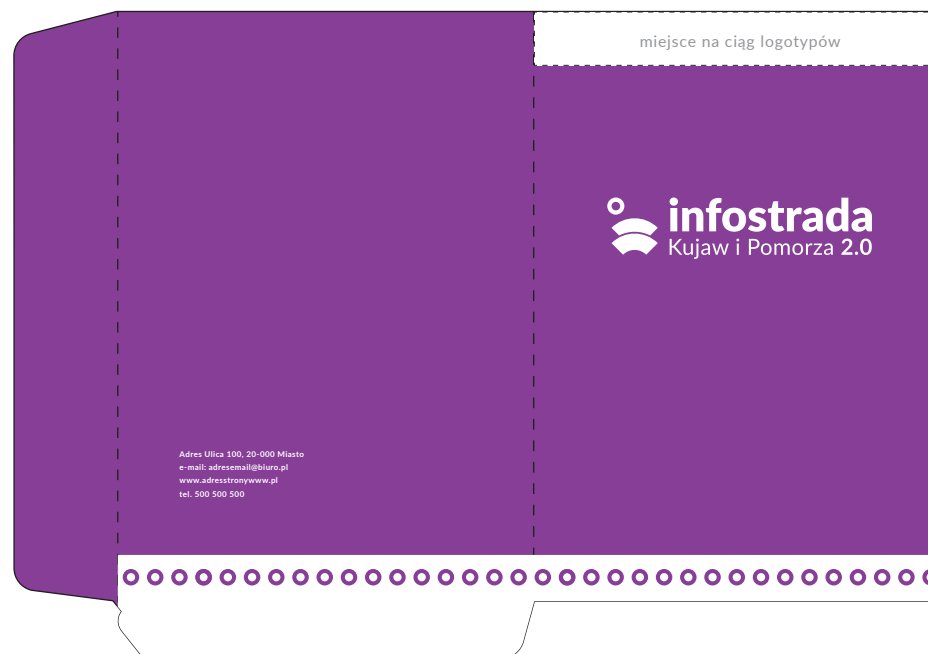 miejsce na ciąg logotypów
infostrada
Kujaw i Pomorza 2.0
Adres Ulica 100, 20-000 Miasto
e-mail: adresemail@biuro.pl
www.adresstronywww.pl
tel. 500 500 500